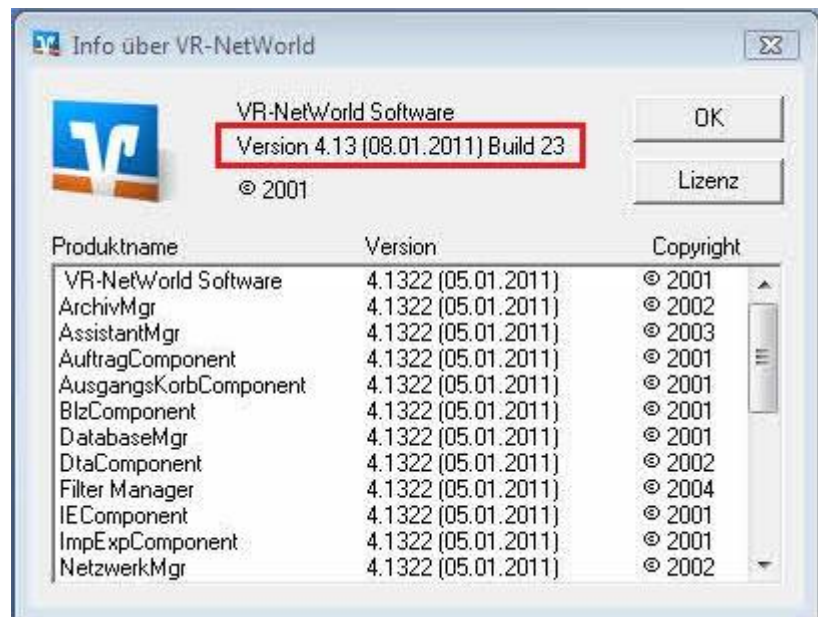 Info über VR-NetWorld
VR-NetWorld Software
Version 4.13 (08.01.2011) Build 23
© 2001
OK
Lizenz
Produktname Version Copyright
VR-NetWorld Software 4.1322 (05.01.2011) © 2001
ArchivMgr 4.1322 (05.01.2011) © 2002
AssistantMgr 4.1322 (05.01.2011) © 2003
AuftragComponent 4.1322 (05.01.2011) © 2001
AusgangsKorbComponent 4.1322 (05.01.2011) © 2001
BlzComponent 4.1322 (05.01.2011) © 2001
DatabaseMgr 4.1322 (05.01.2011) © 2001
DtaComponent 4.1322 (05.01.2011) © 2002
Filter Manager 4.1322 (05.01.2011) © 2004
IEComponent 4.1322 (05.01.2011) © 2001
ImpExpComponent 4.1322 (05.01.2011) © 2001
NetzwerkMgr 4.1322 (05.01.2011) © 2002